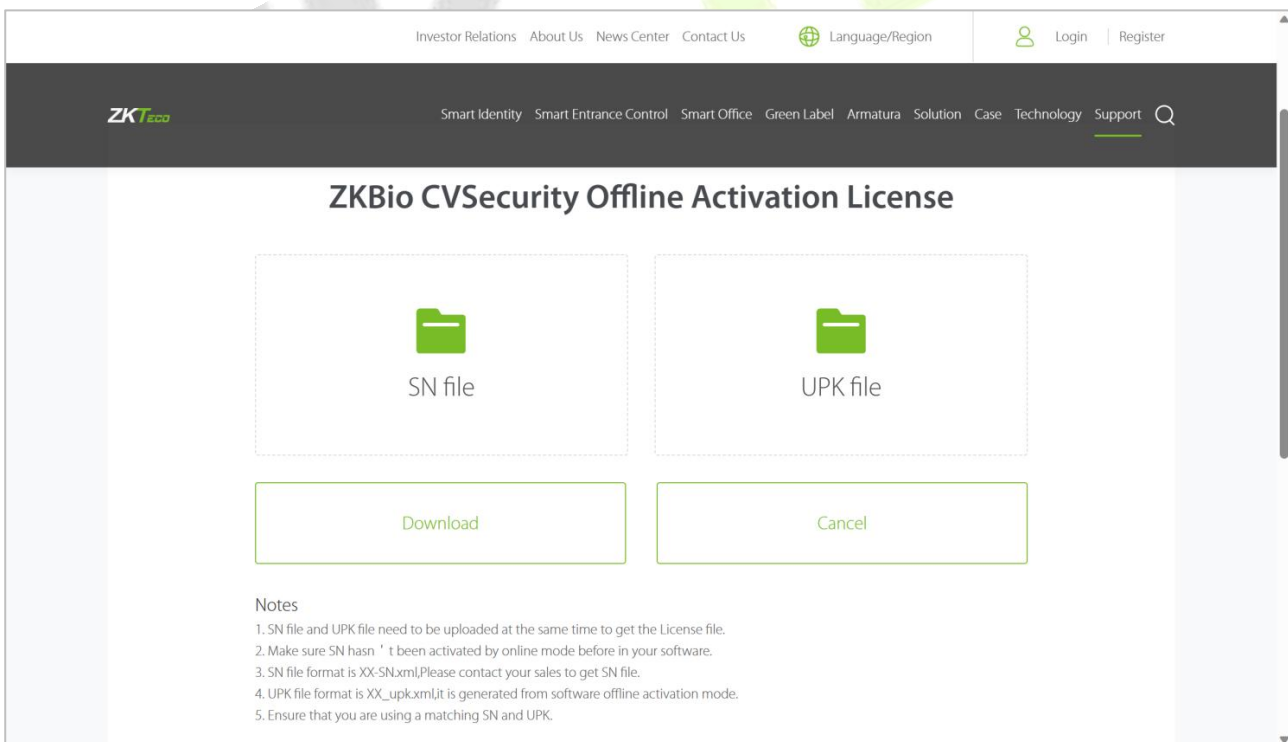 Investor Relations About Us News Center Contact Us Language/Region Login Register
ZKTeco Smart Identity Smart Entrance Control Smart Office Green Label Armatura Solution Case Technology Support
ZKBio CVSecurity Offline Activation License
SN file UPK file
Download Cancel
Notes
1. SN file and UPK file need to be uploaded at the same time to get the License file.
2. Make sure SN hasn ' t been activated by online mode before in your software.
3. SN file format is XX-SN.xml,Please contact your sales to get SN file.
4. UPK file format is XX_upk.xml,it is generated from software offline activation mode.
5. Ensure that you are using a matching SN and UPK.